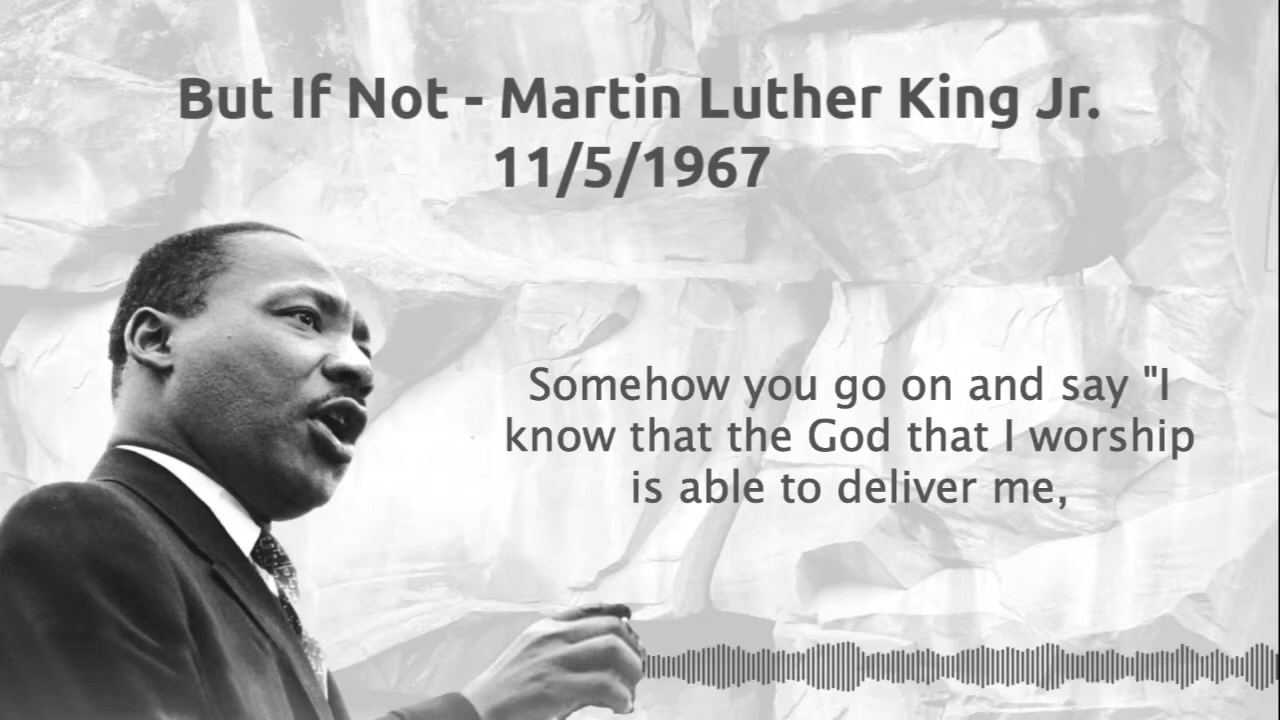 But If Not - Martin Luther King Jr.
11/5/1967
Somehow you go on and say "I
know that the God that I worship
is able to deliver me,